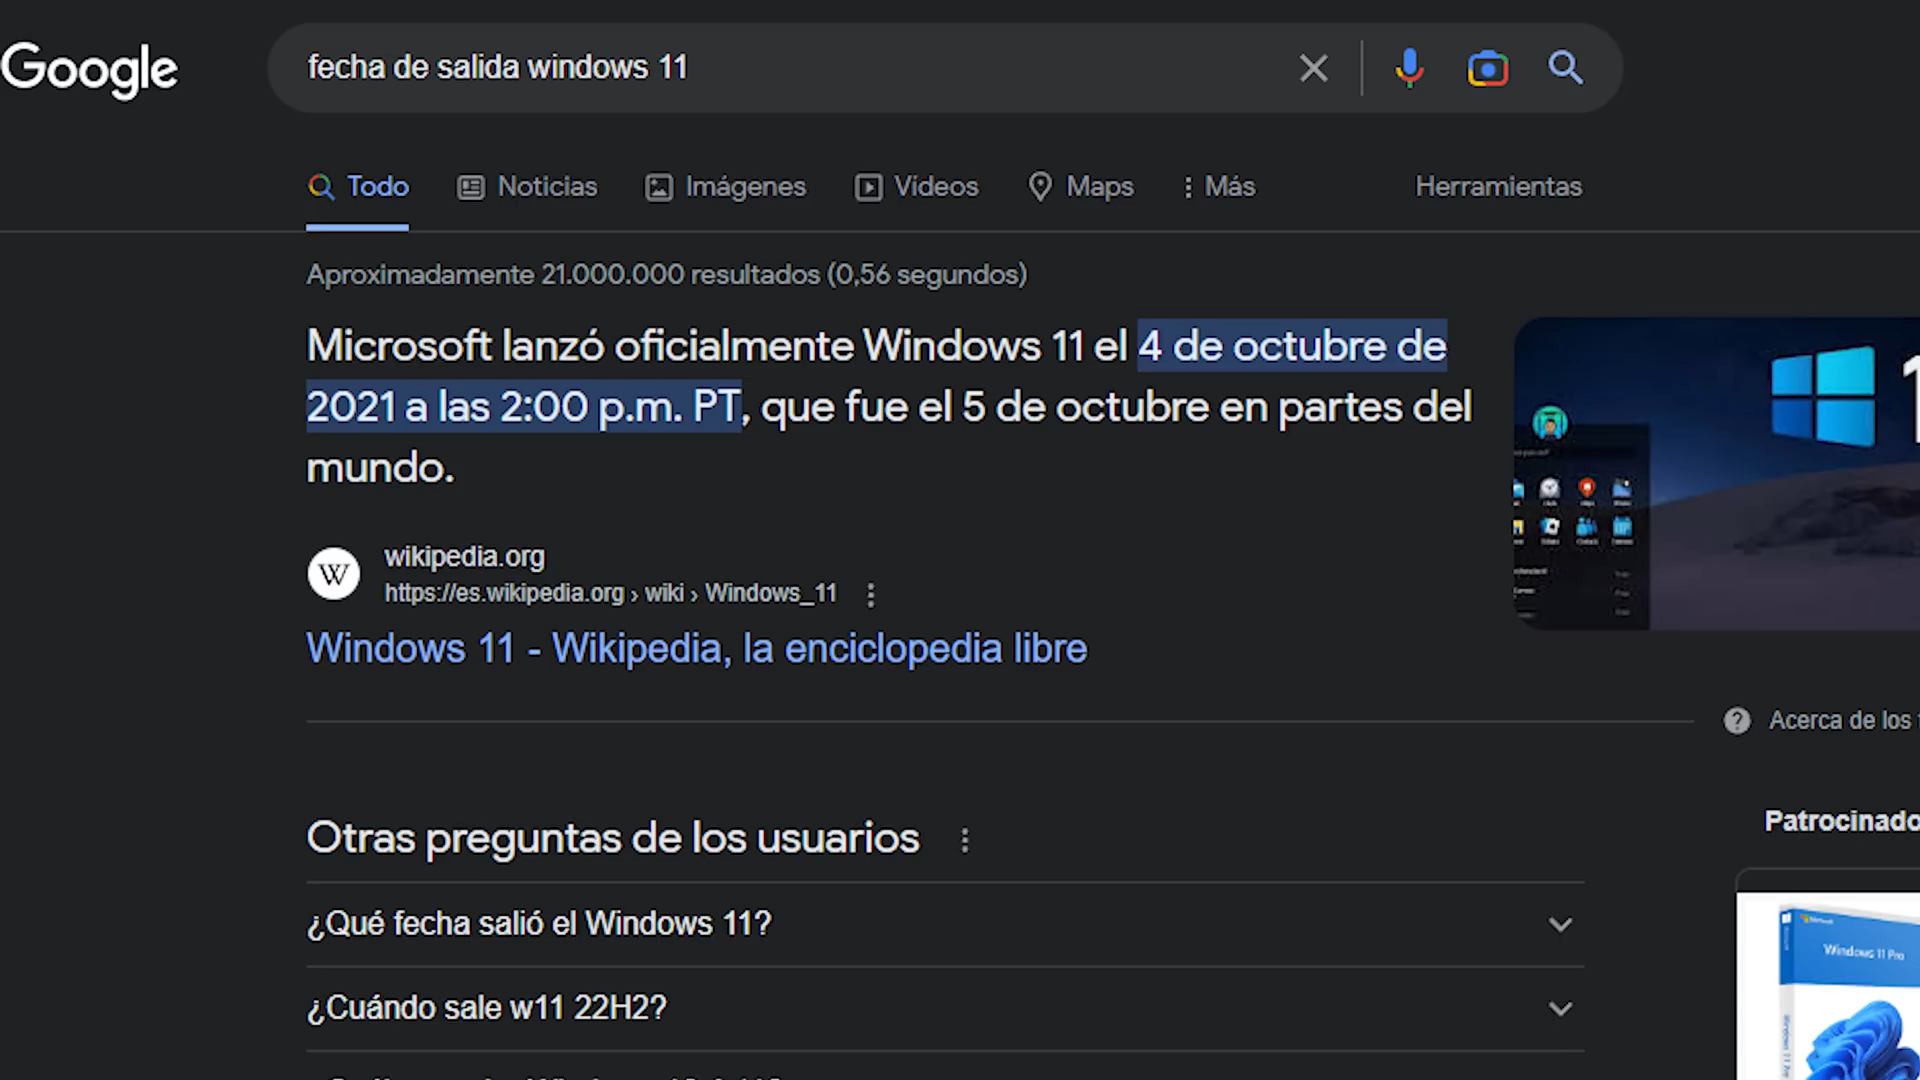 Google
fecha de salida windows 11
Todo
Noticias
Imágenes
Vídeos
Maps
Más
Herramientas
Aproximadamente 21.000.000 resultados (0,56 segundos)
Microsoft lanzó oficialmente Windows 11 el 4 de octubre de
2021 a las 2:00 p.m. PT, que fue el 5 de octubre en partes del
mundo.
wikipedia.org
https://es.wikipedia.org › wiki › Windows_11
Windows 11 - Wikipedia, la enciclopedia libre
Acerca de los
Otras preguntas de los usuarios
Patrocinado
¿Qué fecha salió el Windows 11?
Windows 11 Pro
¿Cuándo sale w11 22H2?